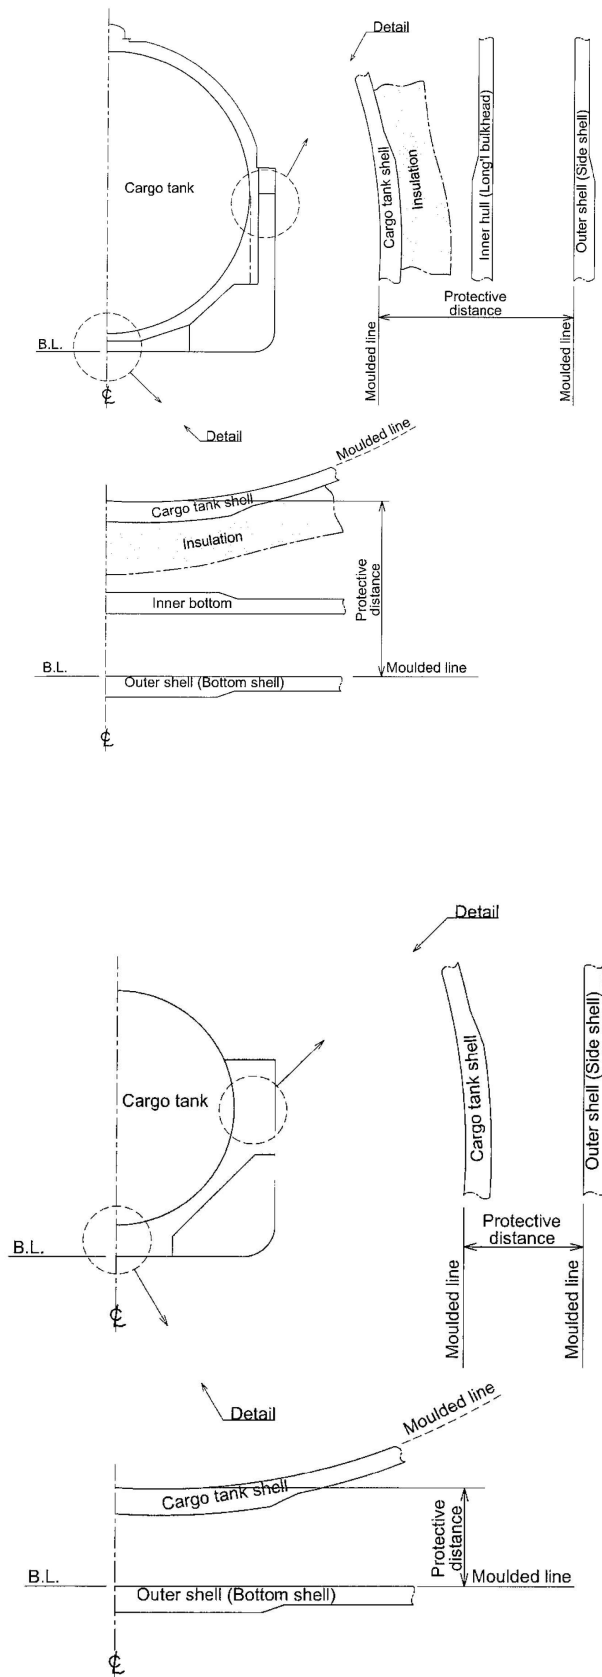 Detail
Cargo tank
Cargo tank shell
Insulation
Inner hull (Long'l bulkhead)
Outer shell (Side shell)
Protective
distance
Moulded line
Moulded line
B.L.
℄
Detail
Moulded line
Cargo tank shell
Insulation
Protective
distance
Inner bottom
B.L.
Moulded line
Outer shell (Bottom shell)
℄
Detail
Cargo tank
Cargo tank shell
Outer shell (Side shell)
Protective
distance
B.L.
Moulded line
Moulded line
℄
Detail
Moulded line
Cargo tank shell
Protective
distance
B.L.
Moulded line
Outer shell (Bottom shell)
℄